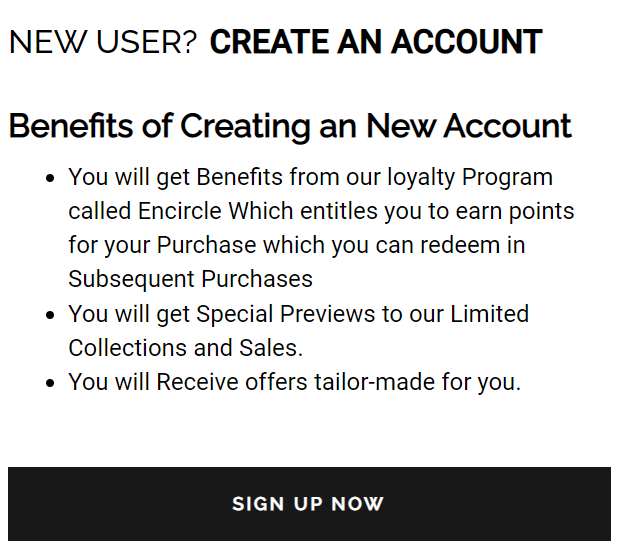 NEW USER? CREATE AN ACCOUNT
Benefits of Creating an New Account
• You will get Benefits from our loyalty Program
called Encircle Which entitles you to earn points
for your Purchase which you can redeem in
Subsequent Purchases
• You will get Special Previews to our Limited
Collections and Sales.
• You will Receive offers tailor-made for you.
SIGN UP NOW